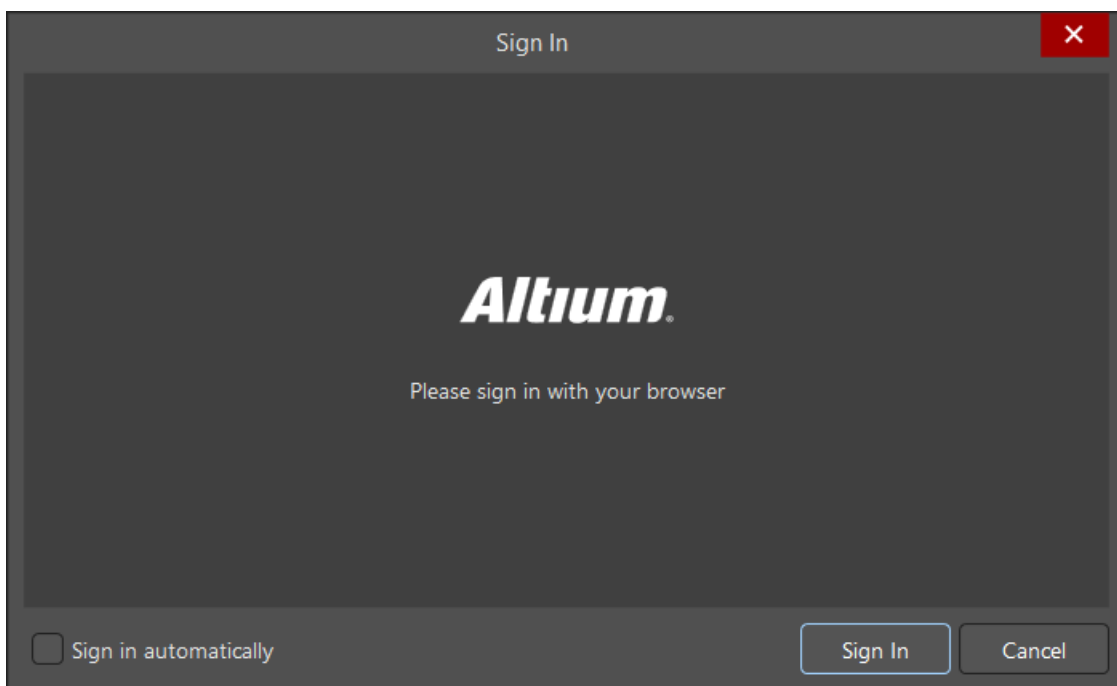 Sign In
Altium®
Please sign in with your browser
Sign in automatically
Sign In
Cancel